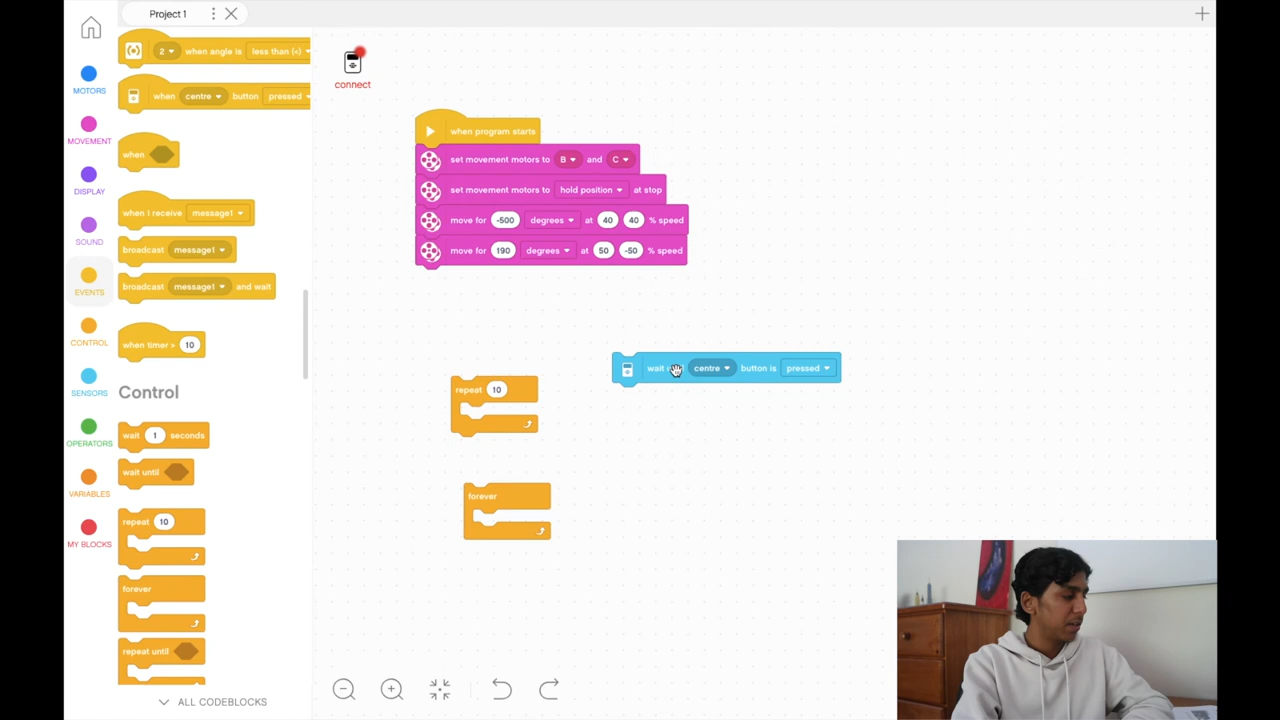 Project 1
connect
MOTORS
MOVEMENT
DISPLAY
SOUND
EVENTS
CONTROL
SENSORS
OPERATORS
VARIABLES
MY BLOCKS
2 when angle is less than (<)
when centre button pressed
when
when I receive message1
broadcast message1
broadcast message1 and wait
when timer > 10
Control
wait 1 seconds
wait until
repeat 10
forever
repeat until
ALL CODEBLOCKS
when program starts
set movement motors to B and C
set movement motors to hold position at stop
move for -500 degrees at 40 40 % speed
move for 190 degrees at 50 -50 % speed
wait centre button is pressed
repeat 10
forever